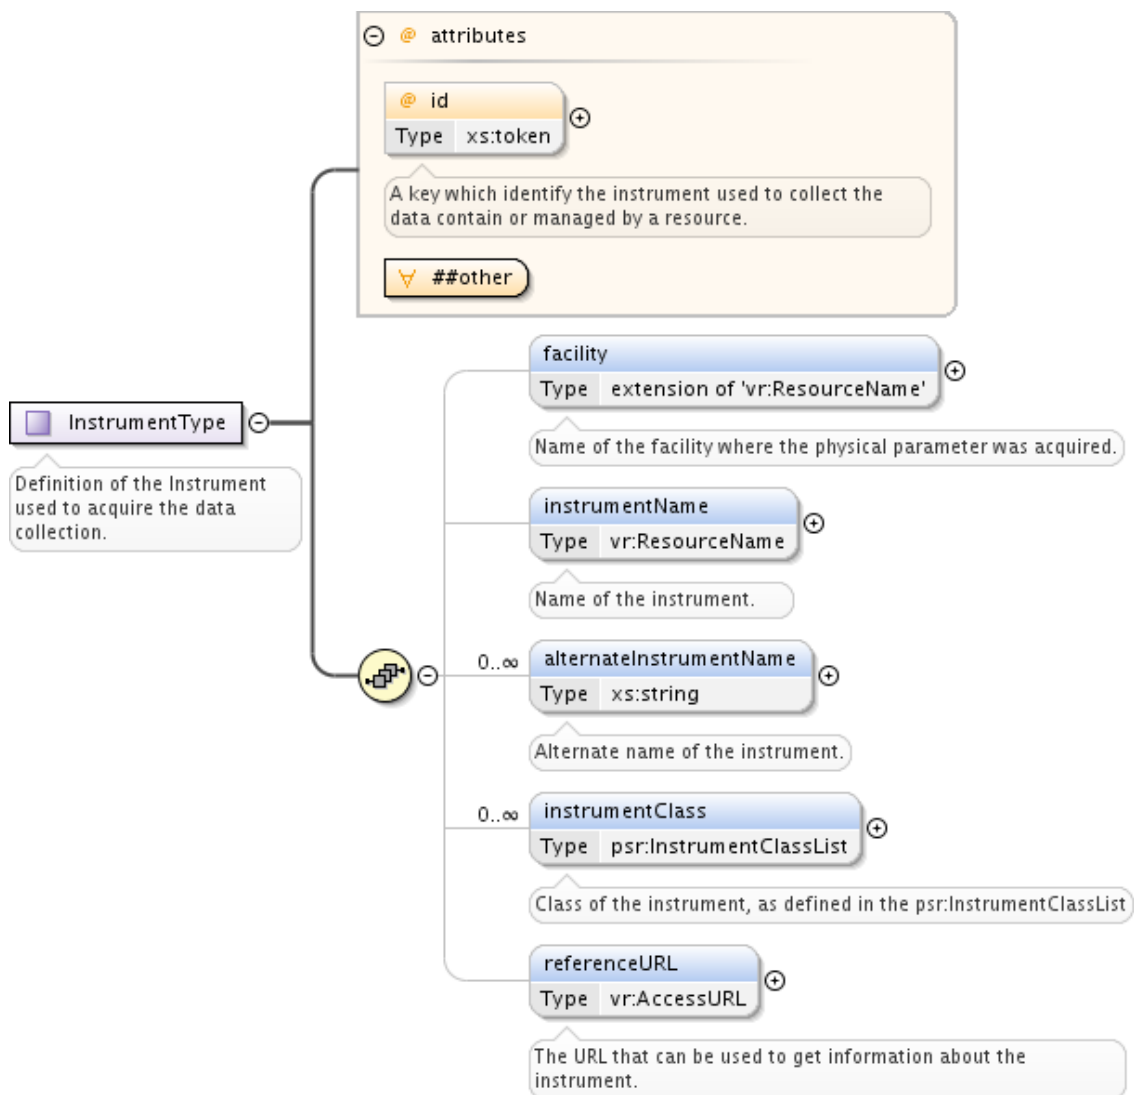 @ attributes
@ id
Type xs:token
A key which identify the instrument used to collect the
data contain or managed by a resource.
##other
facility
Type extension of 'vr:ResourceName'
Name of the facility where the physical parameter was acquired.
InstrumentType
Definition of the Instrument
used to acquire the data
collection.
instrumentName
Type vr:ResourceName
Name of the instrument.
0..∞ alternateInstrumentName
Type xs:string
Alternate name of the instrument.
0..∞ instrumentClass
Type psr:InstrumentClassList
Class of the instrument, as defined in the psr:InstrumentClassList
referenceURL
Type vr:AccessURL
The URL that can be used to get information about the
instrument.